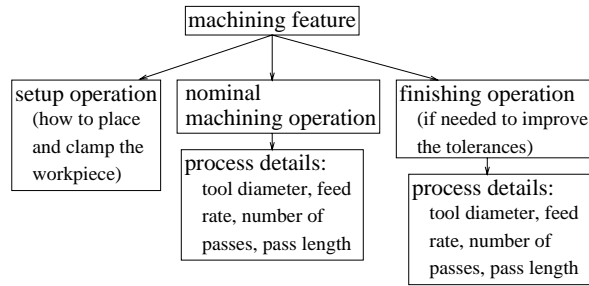 machining feature
setup operation
(how to place
and clamp the
workpiece)
nominal
machining operation
process details:
tool diameter, feed
rate, number of
passes, pass length
finishing operation
(if needed to improve
the tolerances)
process details:
tool diameter, feed
rate, number of
passes, pass length